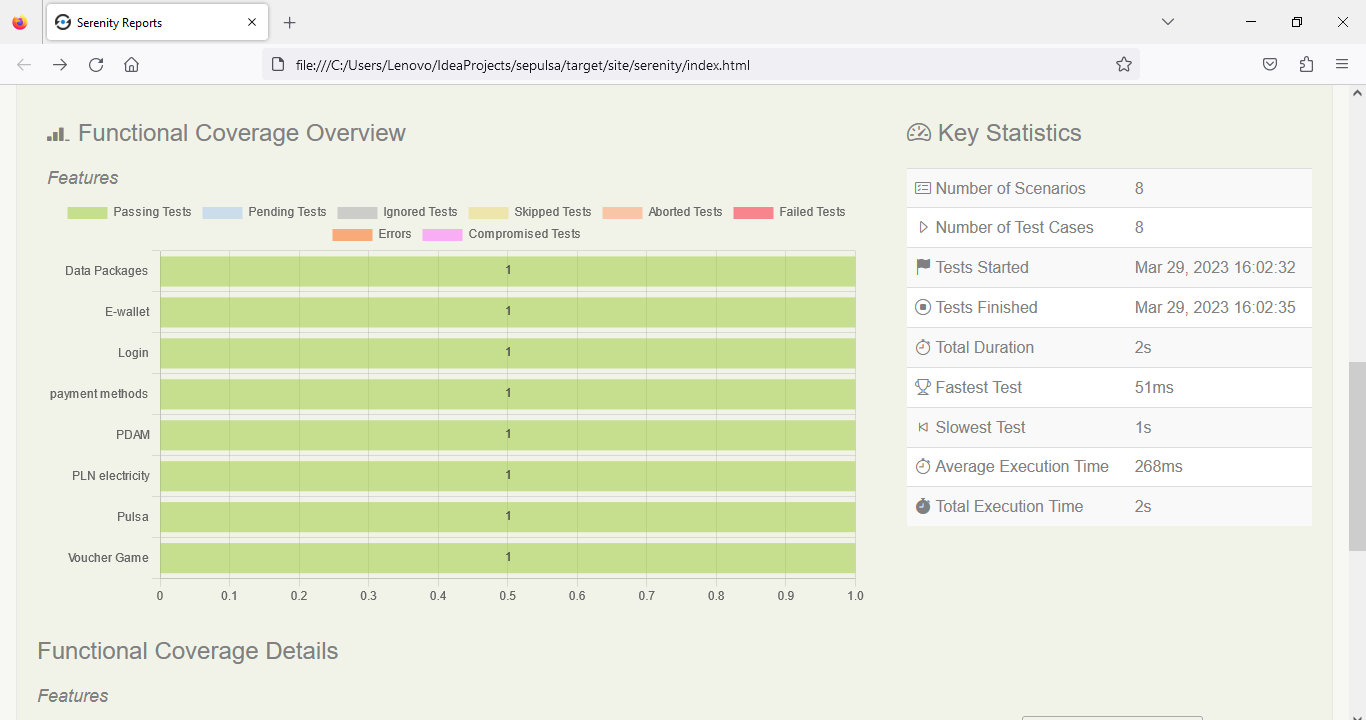 Serenity Reports
file:///C:/Users/Lenovo/IdeaProjects/sepulsa/target/site/serenity/index.html
Functional Coverage Overview
Features
Passing Tests Pending Tests Ignored Tests Skipped Tests Aborted Tests Failed Tests
Errors Compromised Tests
Data Packages 1
E-wallet 1
Login 1
payment methods 1
PDAM 1
PLN electricity 1
Pulsa 1
Voucher Game 1
0 0.1 0.2 0.3 0.4 0.5 0.6 0.7 0.8 0.9 1.0
Key Statistics
Number of Scenarios 8
Number of Test Cases 8
Tests Started Mar 29, 2023 16:02:32
Tests Finished Mar 29, 2023 16:02:35
Total Duration 2s
Fastest Test 51ms
Slowest Test 1s
Average Execution Time 268ms
Total Execution Time 2s
Functional Coverage Details
Features